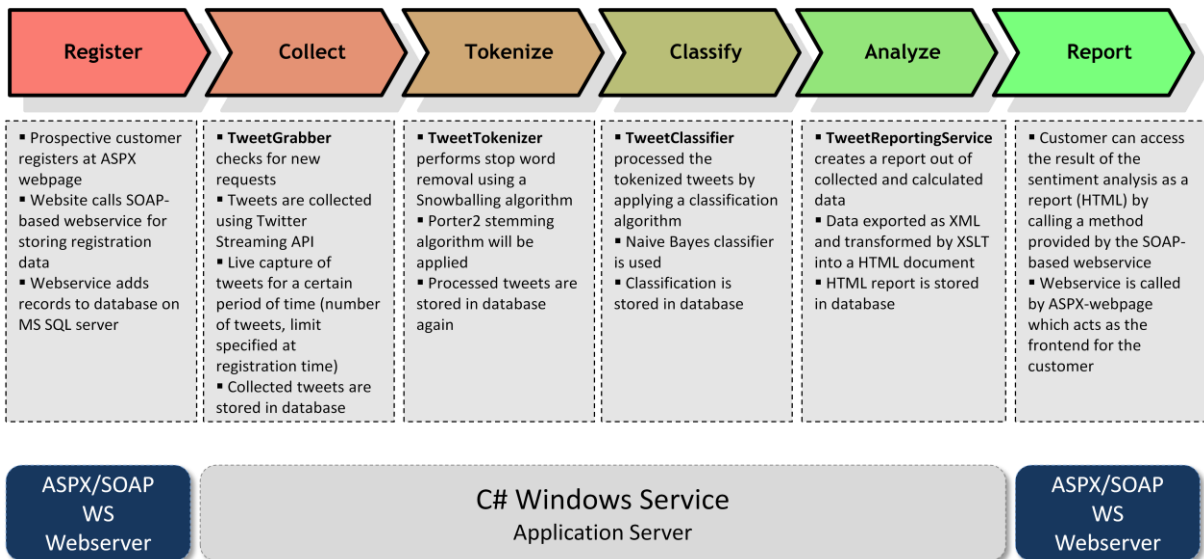 Register
Collect
Tokenize
Classify
Analyze
Report
▪ Prospective customer
registers at ASPX
webpage
▪ Website calls SOAP-
based webservice for
storing registration
data
▪ Webservice adds
records to database on
MS SQL server
▪ TweetGrabber
checks for new
requests
▪ Tweets are collected
using Twitter
Streaming API
▪ Live capture of
tweets for a certain
period of time (number
of tweets, limit
specified at
registration time)
▪ Collected tweets are
stored in database
▪ TweetTokenizer
performs stop word
removal using a
Snowballing algorithm
▪ Porter2 stemming
algorithm will be
applied
▪ Processed tweets are
stored in database
again
▪ TweetClassifier
processed the
tokenized tweets by
applying a classification
algorithm
▪ Naive Bayes classifier
is used
▪ Classification is
stored in database
▪ TweetReportingService
creates a report out of
collected and calculated
data
▪ Data exported as XML
and transformed by XSLT
into a HTML document
▪ HTML report is stored
in database
▪ Customer can access
the result of the
sentiment analysis as a
report (HTML) by
calling a method
provided by the SOAP-
based webservice
▪ Webservice is called
by ASPX-webpage
which acts as the
frontend for the
customer
ASPX/SOAP
WS
Webserver
C# Windows Service
Application Server
ASPX/SOAP
WS
Webserver